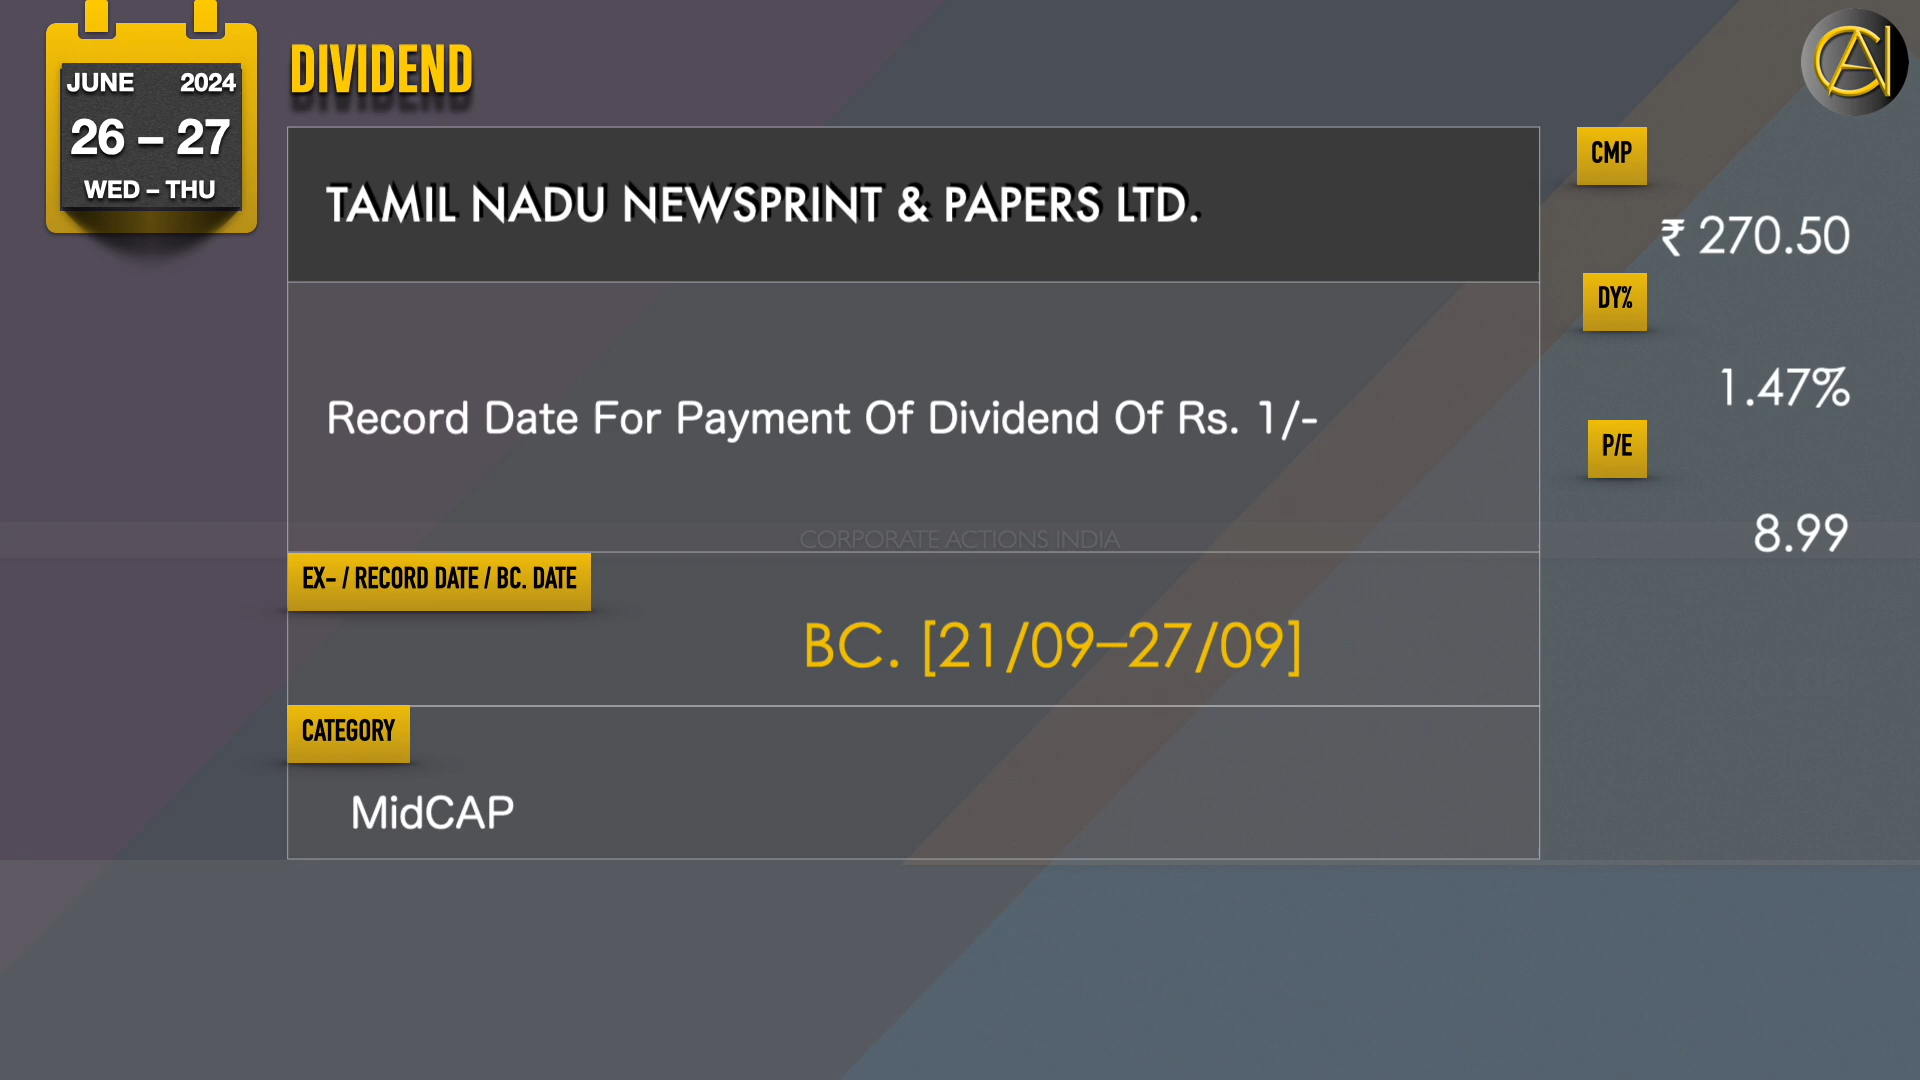 JUNE 2024
26 – 27
WED – THU
DIVIDEND
TAMIL NADU NEWSPRINT & PAPERS LTD.
Record Date For Payment Of Dividend Of Rs. 1/-
CORPORATE ACTIONS INDIA
EX- / RECORD DATE / BC. DATE
BC. [21/09–27/09]
CATEGORY
MidCAP
CAI
CMP
₹ 270.50
DY%
1.47%
P/E
8.99